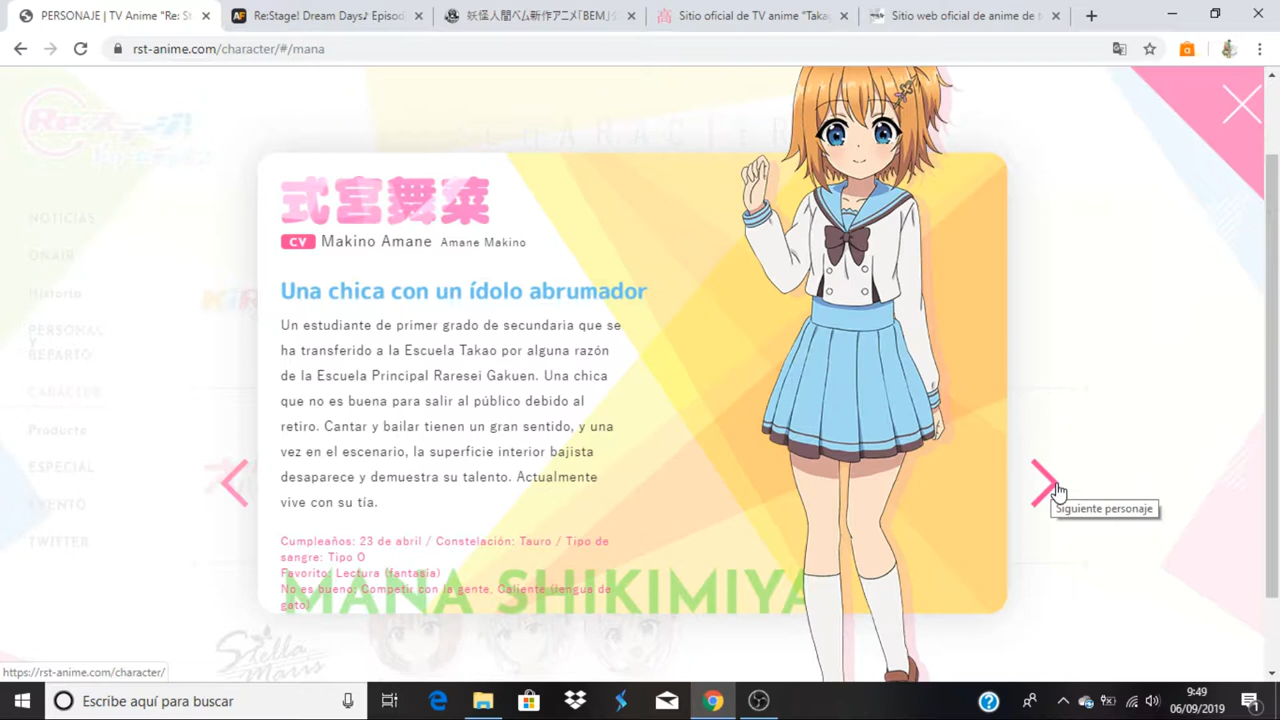 PERSONAJE | TV Anime "Re: St
Re:Stage! Dream Days♪ Episodi
妖怪人間ベム新作アニメ「BEM」公
Sitio oficial de TV anime "Taka
Sitio web oficial de anime de t
rst-anime.com/character/#/mana
CHARACTER
NOTICIAS
ONAIR
Historia
PERSONAL
Y
REPARTO
CARÁCTER
Producto
ESPECIAL
EVENTO
TWITTER
式宮舞菜
CV Makino Amane Amane Makino
Una chica con un ídolo abrumador
Un estudiante de primer grado de secundaria que se
ha transferido a la Escuela Takao por alguna razón
de la Escuela Principal Raresei Gakuen. Una chica
que no es buena para salir al público debido al
retiro. Cantar y bailar tienen un gran sentido, y una
vez en el escenario, la superficie interior bajista
desaparece y demuestra su talento. Actualmente
vive con su tía.
Cumpleaños: 23 de abril / Constelación: Tauro / Tipo de
sangre: Tipo O
Favorito: Lectura (fantasía)
No es bueno: Competir con la gente, Caliente (lengua de
gato)
MANA SHIKIMIYA
Siguiente personaje
Stella
Maris
https://rst-anime.com/character/
Escribe aquí para buscar
9:49
06/09/2019
1